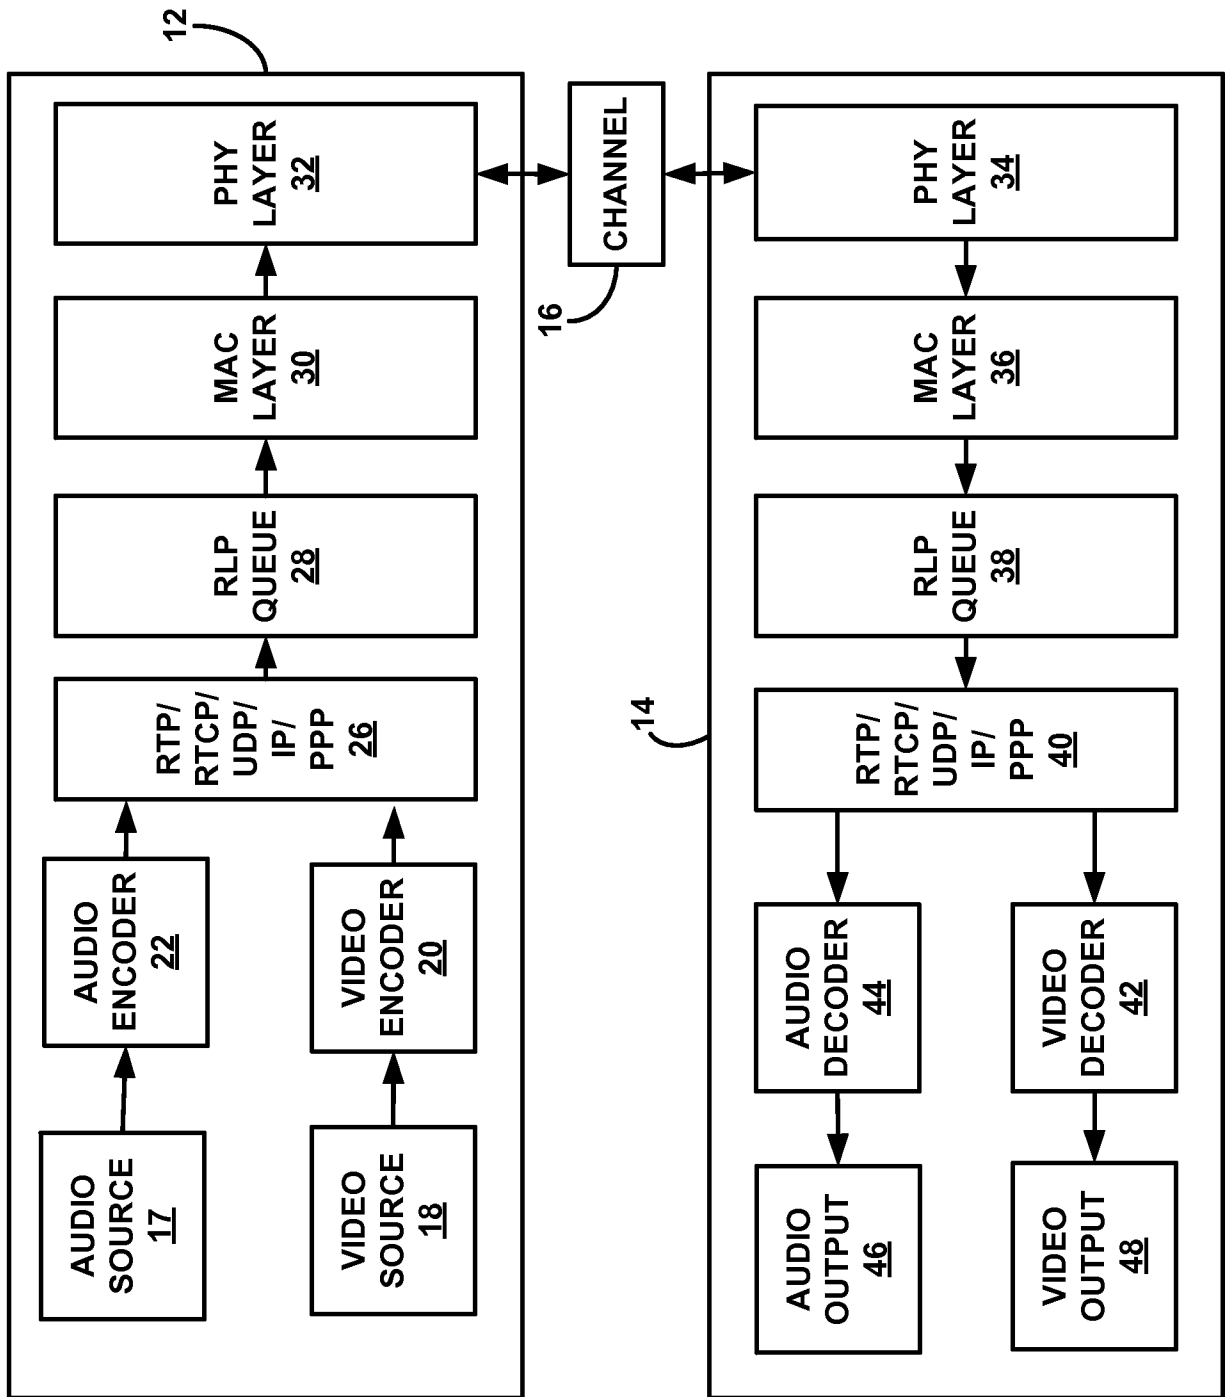 12
AUDIO
SOURCE
17
AUDIO
ENCODER
22
VIDEO
SOURCE
18
VIDEO
ENCODER
20
RTP/
RTCP/
UDP/
IP/
PPP
26
RLP
QUEUE
28
MAC
LAYER
30
PHY
LAYER
32
CHANNEL
16
14
PHY
LAYER
34
MAC
LAYER
36
RLP
QUEUE
38
RTP/
RTCP/
UDP/
IP/
PPP
40
AUDIO
DECODER
44
VIDEO
DECODER
42
AUDIO
OUTPUT
46
VIDEO
OUTPUT
48